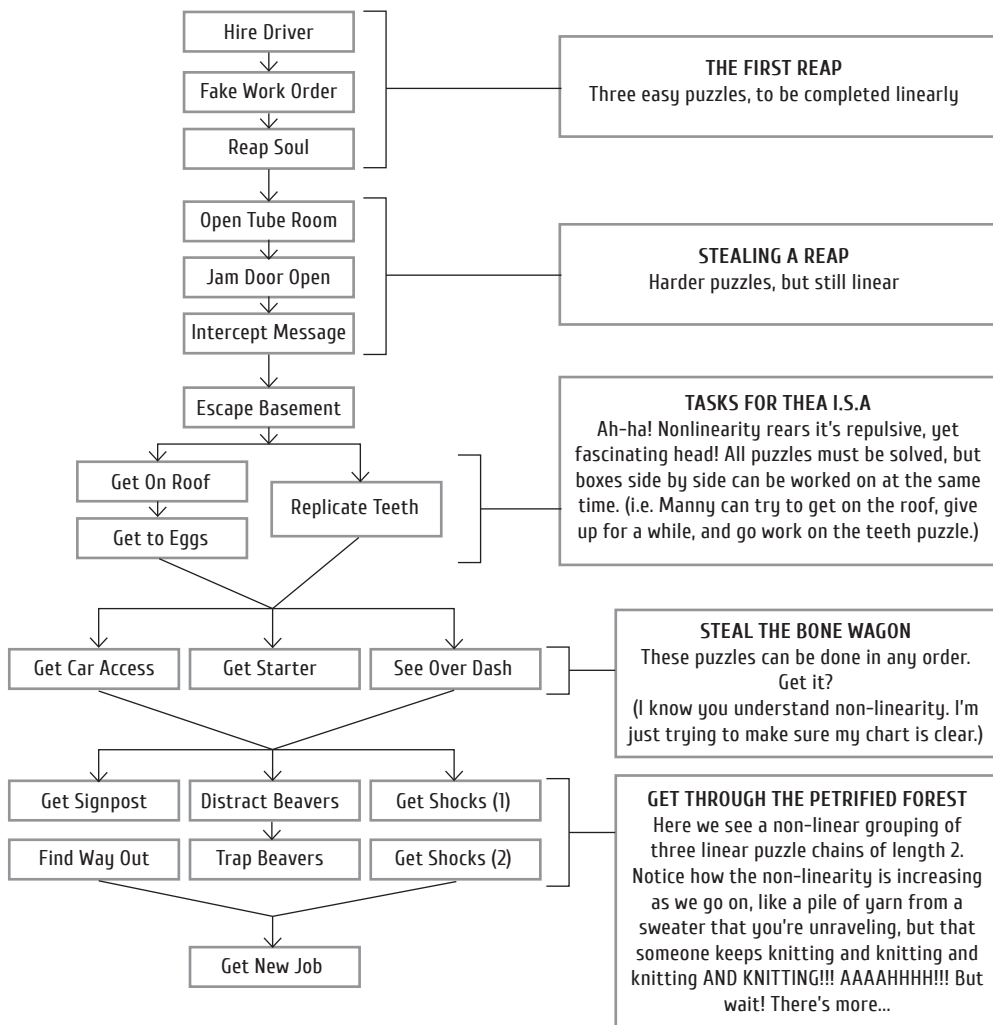 Hire Driver
Fake Work Order
Reap Soul
THE FIRST REAP
Three easy puzzles, to be completed linearly
Open Tube Room
Jam Door Open
Intercept Message
STEALING A REAP
Harder puzzles, but still linear
Escape Basement
Get On Roof
Get to Eggs
Replicate Teeth
TASKS FOR THEA I.S.A
Ah-ha! Nonlinearity rears it's repulsive, yet
fascinating head! All puzzles must be solved, but
boxes side by side can be worked on at the same
time. (i.e. Manny can try to get on the roof, give
up for a while, and go work on the teeth puzzle.)
Get Car Access
Get Starter
See Over Dash
STEAL THE BONE WAGON
These puzzles can be done in any order.
Get it?
(I know you understand non-linearity. I'm
just trying to make sure my chart is clear.)
Get Signpost
Distract Beavers
Get Shocks (1)
Find Way Out
Trap Beavers
Get Shocks (2)
Get New Job
GET THROUGH THE PETRIFIED FOREST
Here we see a non-linear grouping of
three linear puzzle chains of length 2.
Notice how the non-linearity is increasing
as we go on, like a pile of yarn from a
sweater that you're unraveling, but that
someone keeps knitting and knitting and
knitting AND KNITTING!!! AAAAHHHH!!! But
wait! There's more...